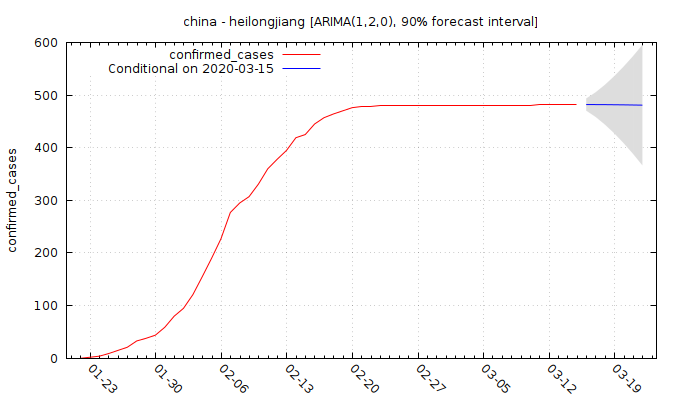 china - heilongjiang [ARIMA(1,2,0), 90% forecast interval]
confirmed_cases
Conditional on 2020-03-15
confirmed_cases
600
500
400
300
200
100
0
01-23 01-30 02-06 02-13 02-20 02-27 03-05 03-12 03-19